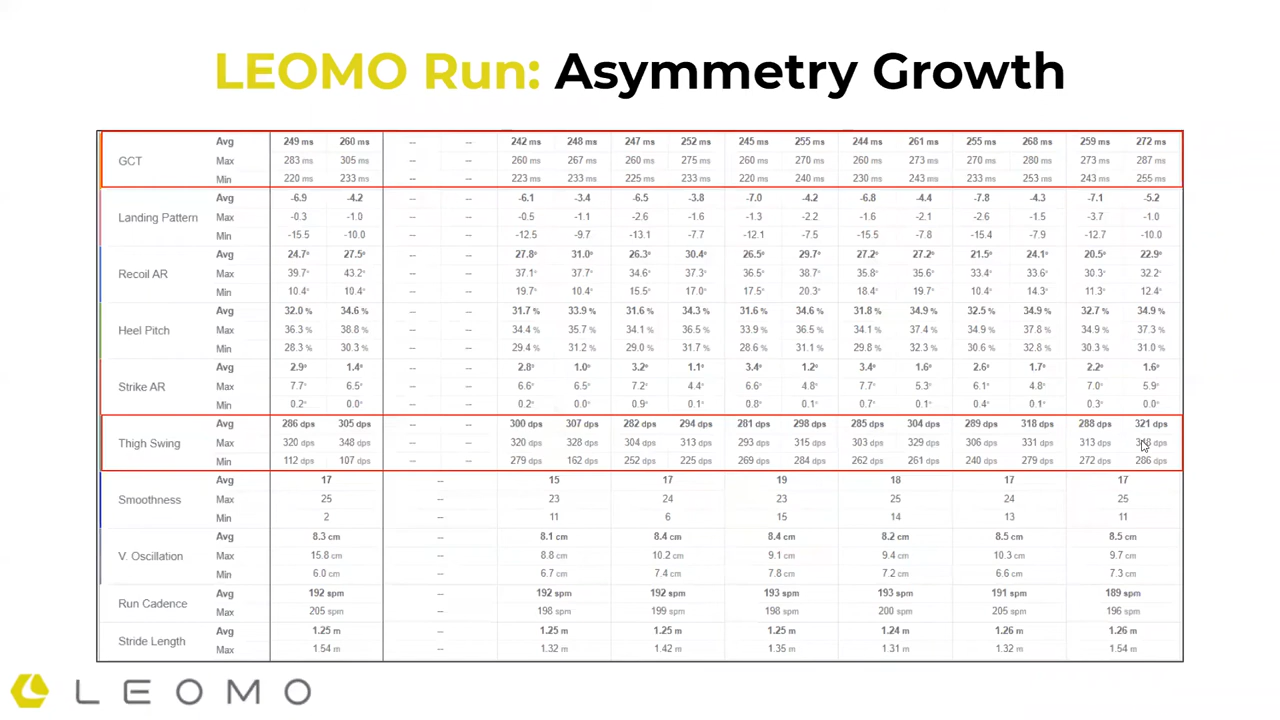 LEOMO Run: Asymmetry Growth
GCT Avg 249 ms 260 ms -- -- 242 ms 248 ms 247 ms 252 ms 245 ms 255 ms 244 ms 261 ms 255 ms 268 ms 259 ms 272 ms
Max 283 ms 305 ms -- -- 260 ms 267 ms 260 ms 275 ms 260 ms 270 ms 260 ms 273 ms 270 ms 280 ms 273 ms 287 ms
Min 220 ms 233 ms -- -- 223 ms 233 ms 225 ms 233 ms 220 ms 240 ms 230 ms 243 ms 233 ms 253 ms 243 ms 255 ms
Landing Pattern Avg -6.9 -4.2 -- -- -6.1 -3.4 -6.5 -3.8 -7.0 -4.2 -6.8 -4.4 -7.8 -4.3 -7.1 -5.2
Max -0.3 -1.0 -- -- -0.5 -1.1 -2.6 -1.6 -1.3 -2.2 -1.6 -2.1 -2.6 -1.5 -3.7 -1.0
Min -15.5 -10.0 -- -- -12.5 -9.7 -13.1 -7.7 -12.1 -7.5 -15.5 -7.8 -15.4 -7.9 -12.7 -10.0
Recoil AR Avg 24.7° 27.5° -- -- 27.8° 31.0° 26.3° 30.4° 26.5° 29.7° 27.2° 27.2° 21.5° 24.1° 20.5° 22.9°
Max 39.7° 43.2° -- -- 37.1° 37.7° 34.6° 37.3° 36.5° 38.7° 35.8° 35.6° 33.4° 33.6° 30.3° 32.2°
Min 10.4° 10.4° -- -- 19.7° 10.4° 15.5° 17.0° 17.5° 20.3° 18.4° 19.7° 10.4° 14.3° 11.3° 12.4°
Heel Pitch Avg 32.0 % 34.6 % -- -- 31.7 % 33.9 % 31.6 % 34.3 % 31.6 % 34.6 % 31.8 % 34.9 % 32.5 % 34.9 % 32.7 % 34.9 %
Max 36.3 % 38.8 % -- -- 34.4 % 35.7 % 34.1 % 36.5 % 33.9 % 36.5 % 34.1 % 37.4 % 34.9 % 37.8 % 34.9 % 37.3 %
Min 28.3 % 30.3 % -- -- 29.4 % 31.2 % 29.0 % 31.7 % 28.6 % 31.1 % 29.8 % 32.3 % 30.6 % 32.8 % 30.3 % 31.0 %
Strike AR Avg 2.9° 1.4° -- -- 2.8° 1.0° 3.2° 1.1° 3.4° 1.2° 3.4° 1.6° 2.6° 1.7° 2.2° 1.6°
Max 7.7° 6.5° -- -- 6.6° 6.5° 7.2° 4.4° 6.6° 4.8° 7.7° 5.3° 6.1° 4.8° 7.0° 5.9°
Min 0.2° 0.0° -- -- 0.2° 0.0° 0.9° 0.1° 0.8° 0.1° 0.7° 0.1° 0.4° 0.1° 0.3° 0.0°
Thigh Swing Avg 286 dps 305 dps -- -- 300 dps 307 dps 282 dps 294 dps 281 dps 298 dps 285 dps 304 dps 289 dps 318 dps 288 dps 321 dps
Max 320 dps 348 dps -- -- 320 dps 328 dps 304 dps 313 dps 293 dps 315 dps 303 dps 329 dps 306 dps 331 dps 313 dps dps
Min 112 dps 107 dps -- -- 279 dps 162 dps 252 dps 225 dps 269 dps 284 dps 262 dps 261 dps 240 dps 279 dps 272 dps 286 dps
Smoothness Avg 17 -- 15 17 19 18 17 17
Max 25 -- 23 24 23 25 24 25
Min 2 -- 11 6 15 14 13 11
V. Oscillation Avg 8.3 cm -- 8.1 cm 8.4 cm 8.4 cm 8.2 cm 8.5 cm 8.5 cm
Max 15.8 cm -- 8.8 cm 10.2 cm 9.1 cm 9.4 cm 10.3 cm 9.7 cm
Min 6.0 cm -- 6.7 cm 7.4 cm 7.8 cm 7.2 cm 6.6 cm 7.3 cm
Run Cadence Avg 192 spm -- 192 spm 192 spm 193 spm 193 spm 191 spm 189 spm
Max 205 spm -- 198 spm 199 spm 198 spm 200 spm 205 spm 196 spm
Stride Length Avg 1.25 m -- 1.25 m 1.25 m 1.25 m 1.24 m 1.26 m 1.26 m
Max 1.54 m -- 1.32 m 1.42 m 1.35 m 1.31 m 1.32 m 1.54 m
LEOMO